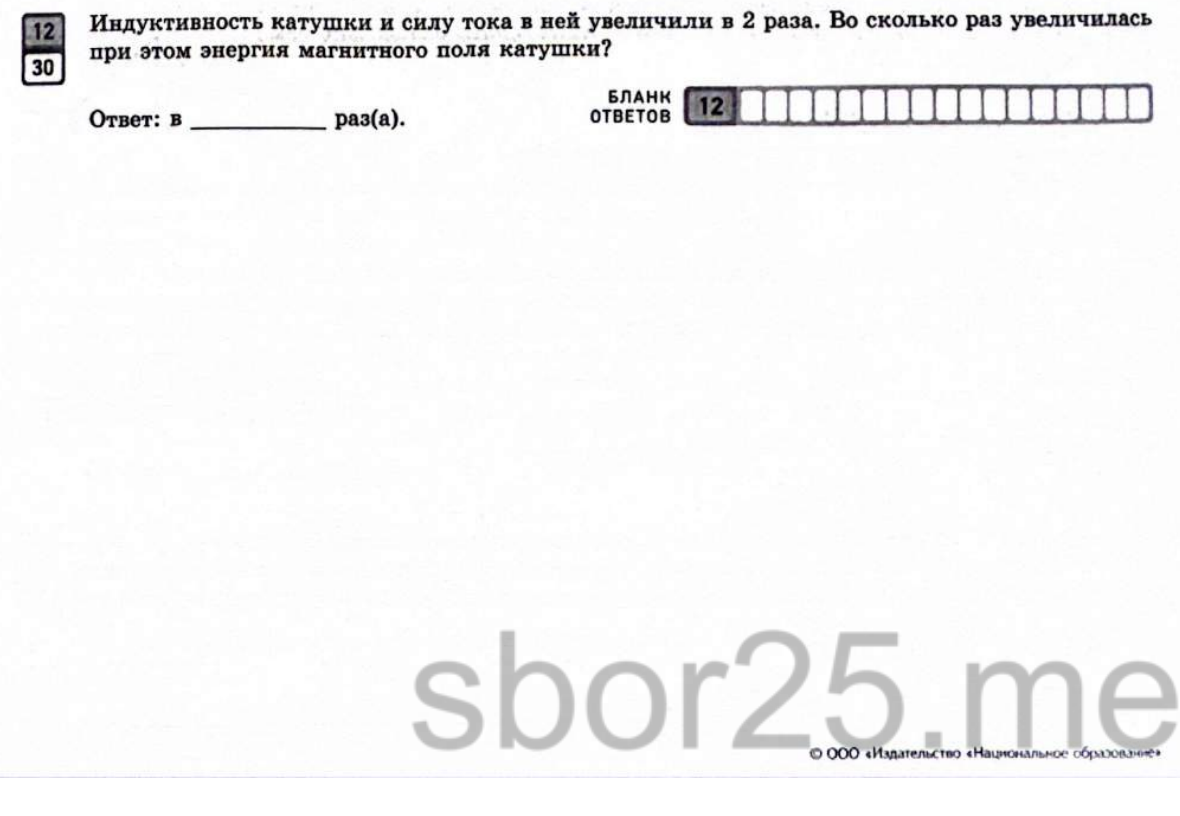 12
30
Индуктивность катушки и силу тока в ней увеличили в 2 раза. Во сколько раз увеличилась
при этом энергия магнитного поля катушки?
Ответ: в ____________ раз(а).
БЛАНК
ОТВЕТОВ
12
sbor25.me
© ООО «Издательство «Национальное образование»